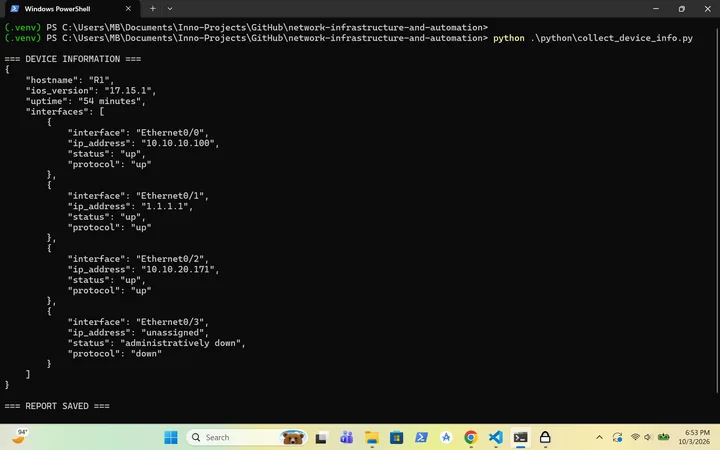 Windows PowerShell
(.venv) PS C:\Users\MB\Documents\Inno-Projects\GitHub\network-infrastructure-and-automation>
(.venv) PS C:\Users\MB\Documents\Inno-Projects\GitHub\network-infrastructure-and-automation> python .\python\collect_device_info.py
=== DEVICE INFORMATION ===
{
    "hostname": "R1",
    "ios_version": "17.15.1",
    "uptime": "54 minutes",
    "interfaces": [
        {
            "interface": "Ethernet0/0",
            "ip_address": "10.10.10.100",
            "status": "up",
            "protocol": "up"
        },
        {
            "interface": "Ethernet0/1",
            "ip_address": "1.1.1.1",
            "status": "up",
            "protocol": "up"
        },
        {
            "interface": "Ethernet0/2",
            "ip_address": "10.10.20.171",
            "status": "up",
            "protocol": "up"
        },
        {
            "interface": "Ethernet0/3",
            "ip_address": "unassigned",
            "status": "administratively down",
            "protocol": "down"
        }
    ]
}
=== REPORT SAVED ===
94°
Search
6:53 PM
10/3/2026